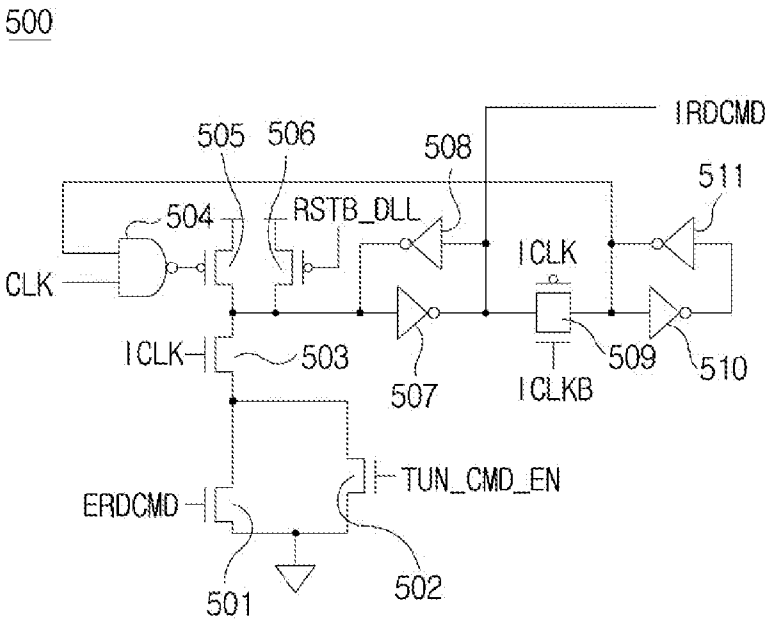 500
IRDCMD
505
506
508
511
504
RSTB_DLL
ICLK
CLK
ICLK
503
507
509
510
ICLKB
ERDCMD
TUN_CMD_EN
501
502